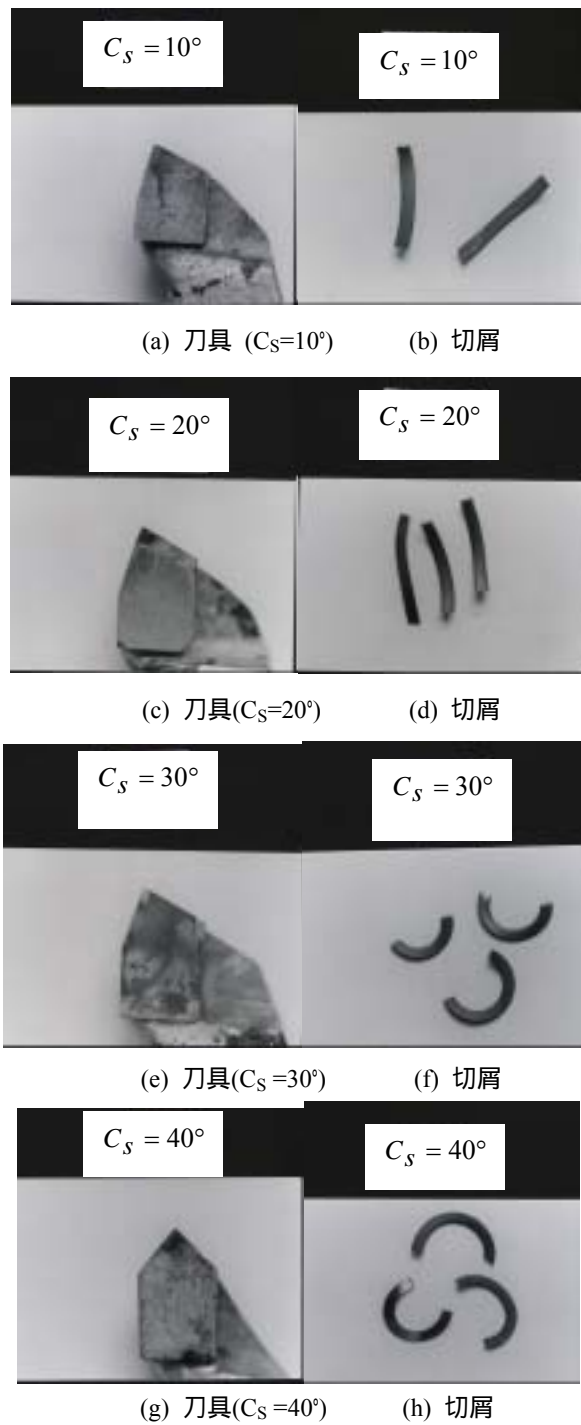 C_s = 10° C_s = 10°
(a) 刀具 (C_S=10°) (b) 切屑
C_s = 20° C_s = 20°
(c) 刀具(C_S=20°) (d) 切屑
C_s = 30° C_s = 30°
(e) 刀具(C_S =30°) (f) 切屑
C_s = 40° C_s = 40°
(g) 刀具(C_S=40°) (h) 切屑